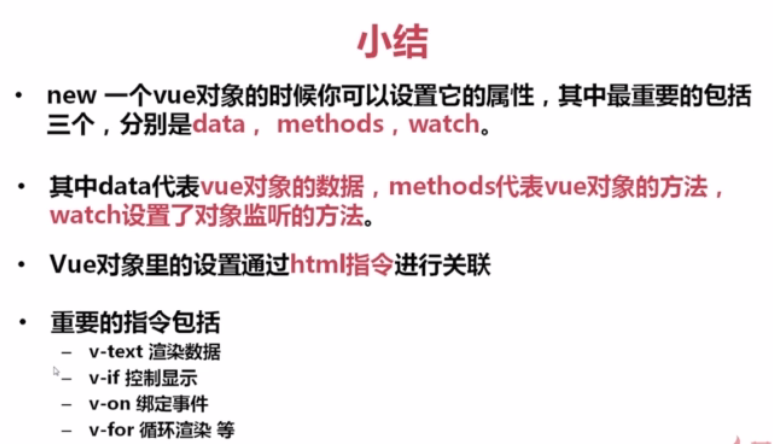 小结
• new 一个vue对象的时候你可以设置它的属性，其中最重要的包括
三个，分别是data， methods，watch。
• 其中data代表vue对象的数据，methods代表vue对象的方法，
watch设置了对象监听的方法。
• Vue对象里的设置通过html指令进行关联
• 重要的指令包括
– v-text 渲染数据
– v-if 控制显示
– v-on 绑定事件
– v-for 循环渲染 等